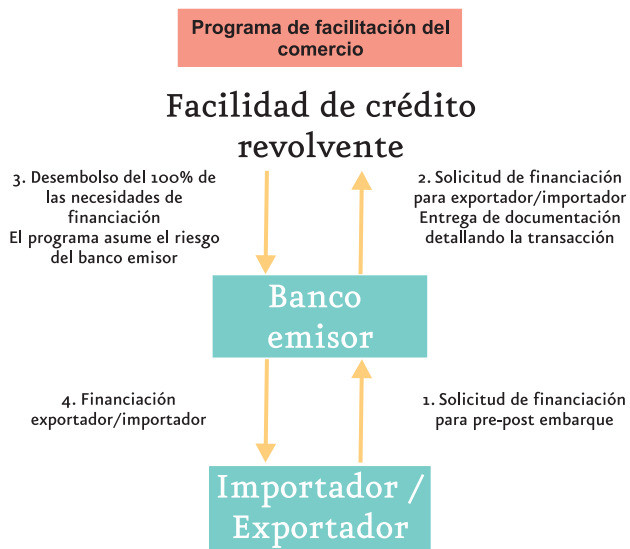 Programa de facilitación del
comercio
Facilidad de crédito
revolvente
3. Desembolso del 100% de
las necesidades de
financiación
El programa asume el riesgo
del banco emisor
2. Solicitud de financiación
para exportador/importador
Entrega de documentación
detallando la transacción
Banco
emisor
4. Financiación
exportador/importador
1. Solicitud de financiación
para pre-post embarque
Importador /
Exportador